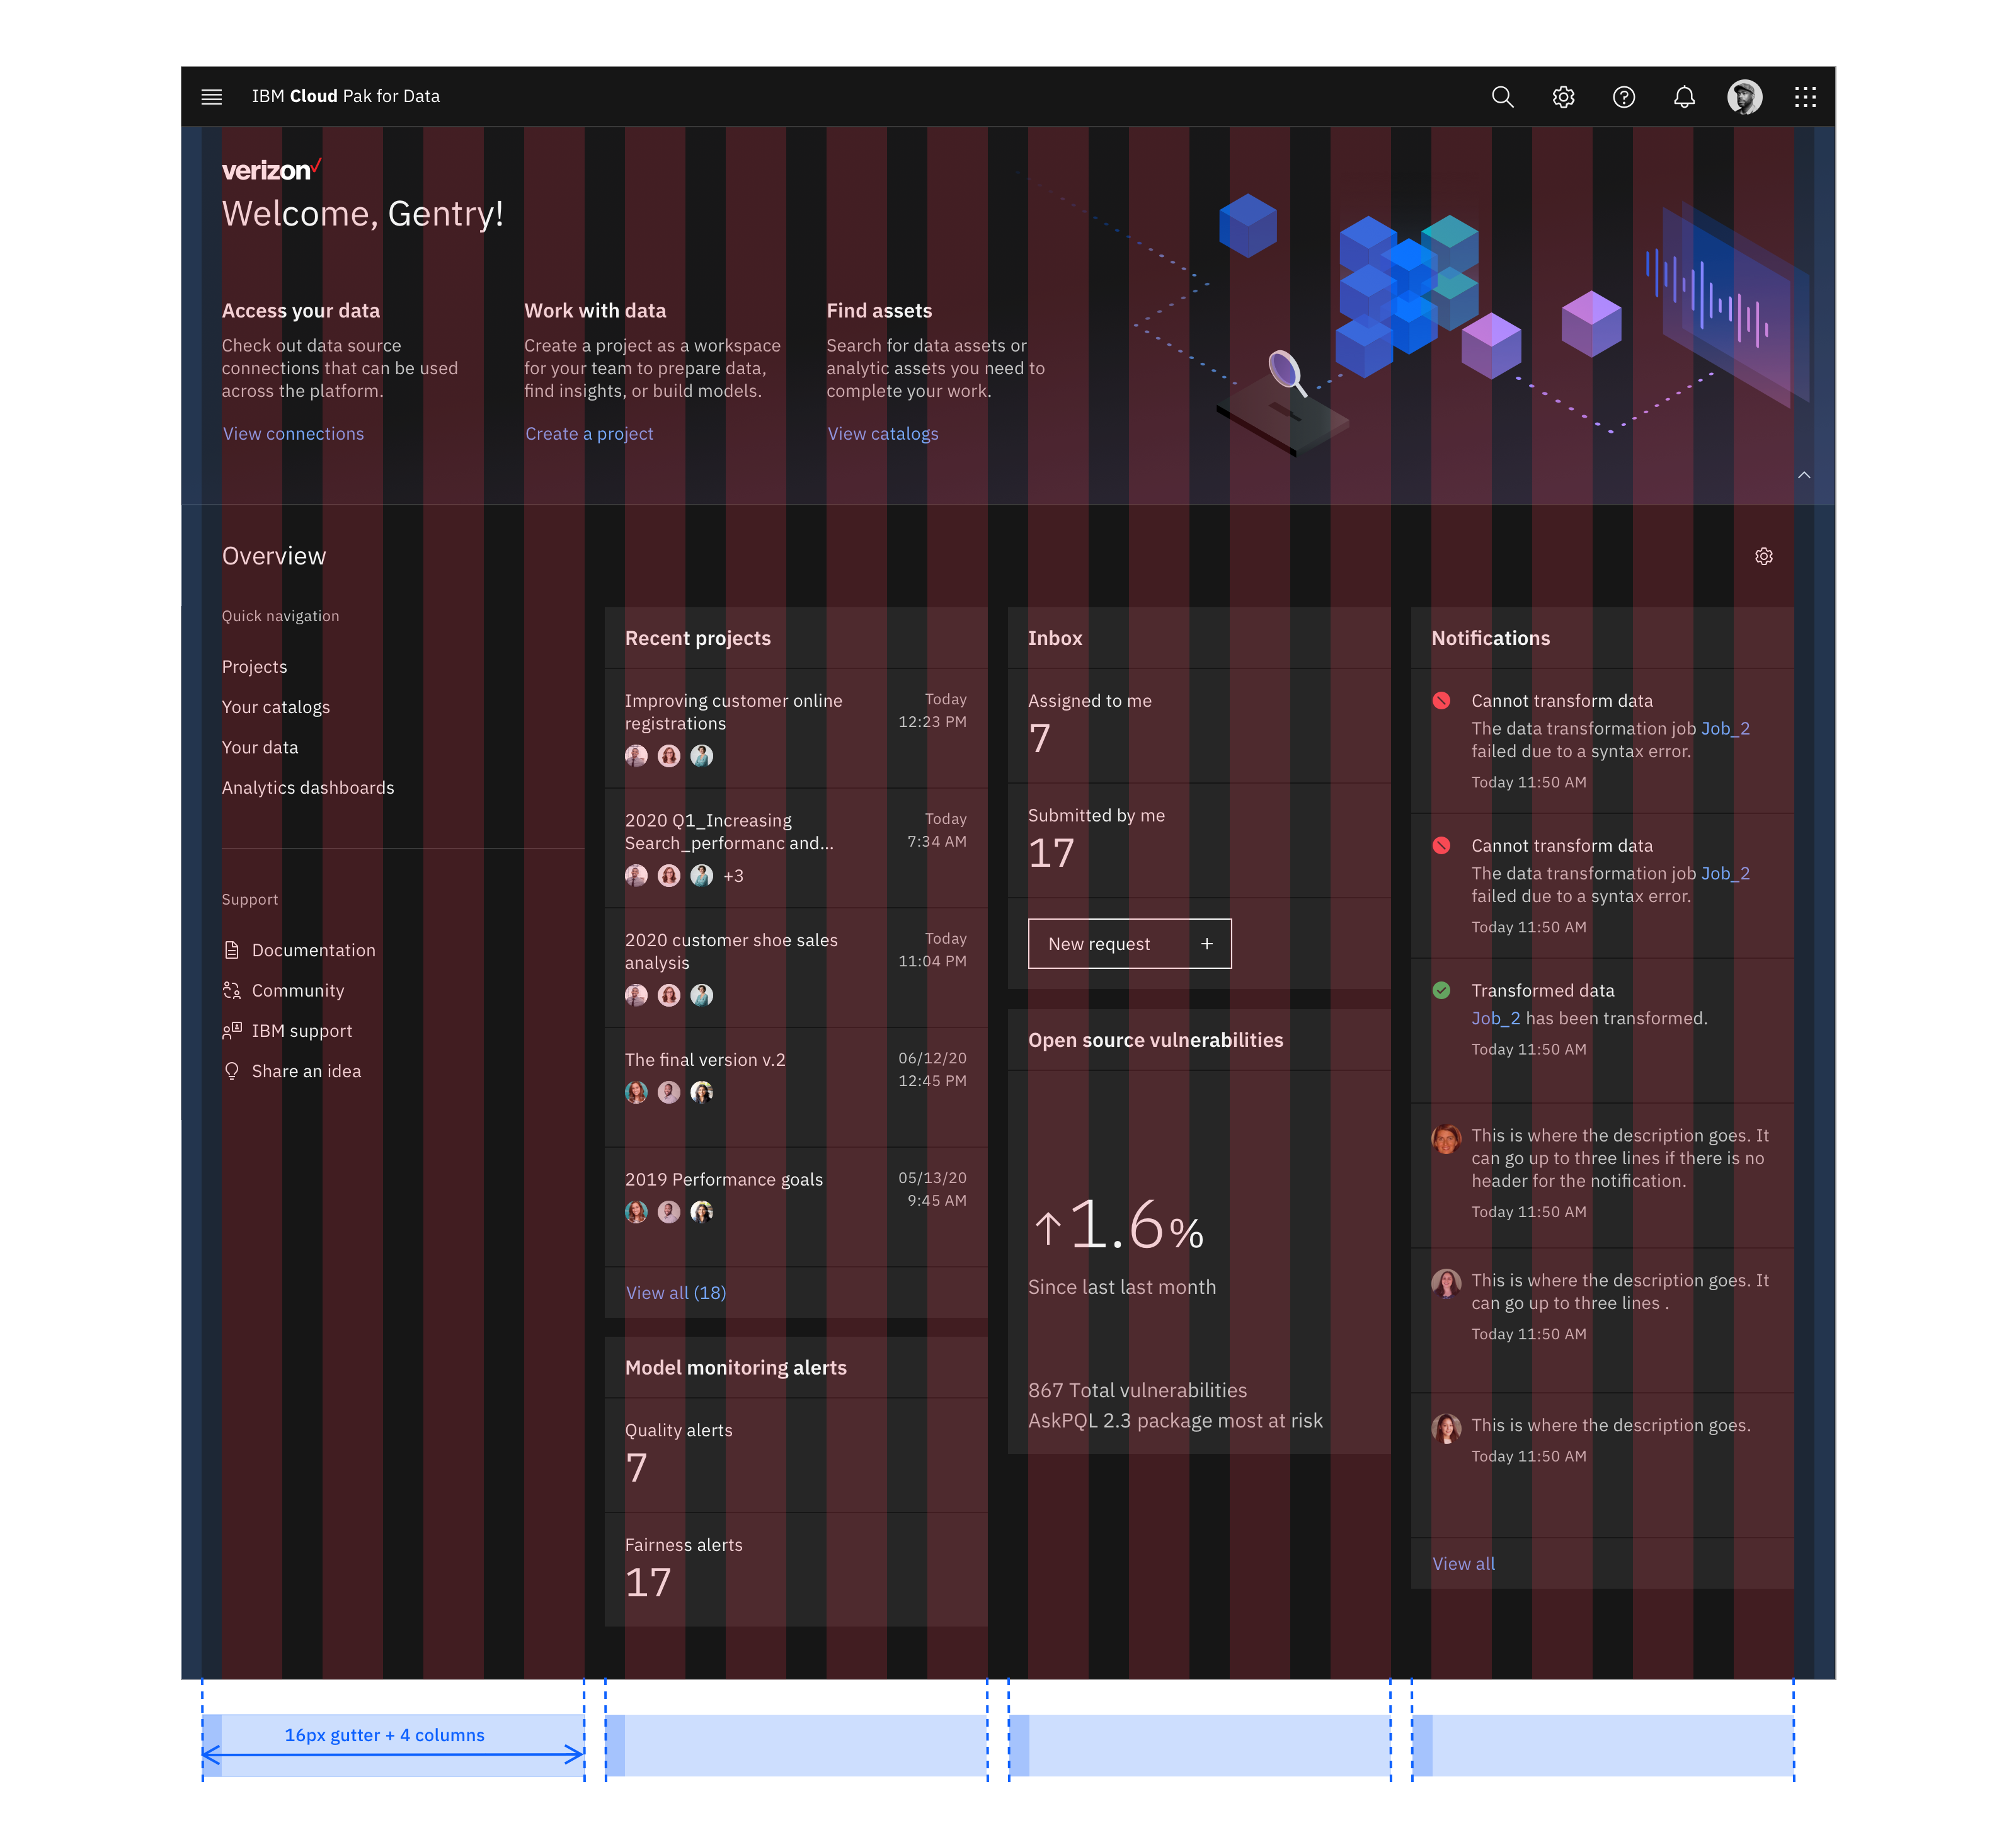 IBM Cloud Pak for Data
verizon
Welcome, Gentry!
Access your data
Check out data source
connections that can be used
across the platform.
View connections
Work with data
Create a project as a workspace
for your team to prepare data,
find insights, or build models.
Create a project
Find assets
Search for data assets or
analytic assets you need to
complete your work.
View catalogs
Overview
Quick navigation
Projects
Your catalogs
Your data
Analytics dashboards
Support
Documentation
Community
IBM support
Share an idea
Recent projects
Improving customer online
registrations
Today
12:23 PM
2020 Q1_Increasing
Search_performanc and...
Today
7:34 AM
+3
2020 customer shoe sales
analysis
Today
11:04 PM
The final version v.2
06/12/20
12:45 PM
2019 Performance goals
05/13/20
9:45 AM
View all (18)
Model monitoring alerts
Quality alerts
7
Fairness alerts
17
Inbox
Assigned to me
7
Submitted by me
17
New request +
Open source vulnerabilities
↑1.6%
Since last last month
867 Total vulnerabilities
AskPQL 2.3 package most at risk
Notifications
Cannot transform data
The data transformation job Job_2
failed due to a syntax error.
Today 11:50 AM
Cannot transform data
The data transformation job Job_2
failed due to a syntax error.
Today 11:50 AM
Transformed data
Job_2 has been transformed.
Today 11:50 AM
This is where the description goes. It
can go up to three lines if there is no
header for the notification.
Today 11:50 AM
This is where the description goes. It
can go up to three lines .
Today 11:50 AM
This is where the description goes.
Today 11:50 AM
View all
16px gutter + 4 columns